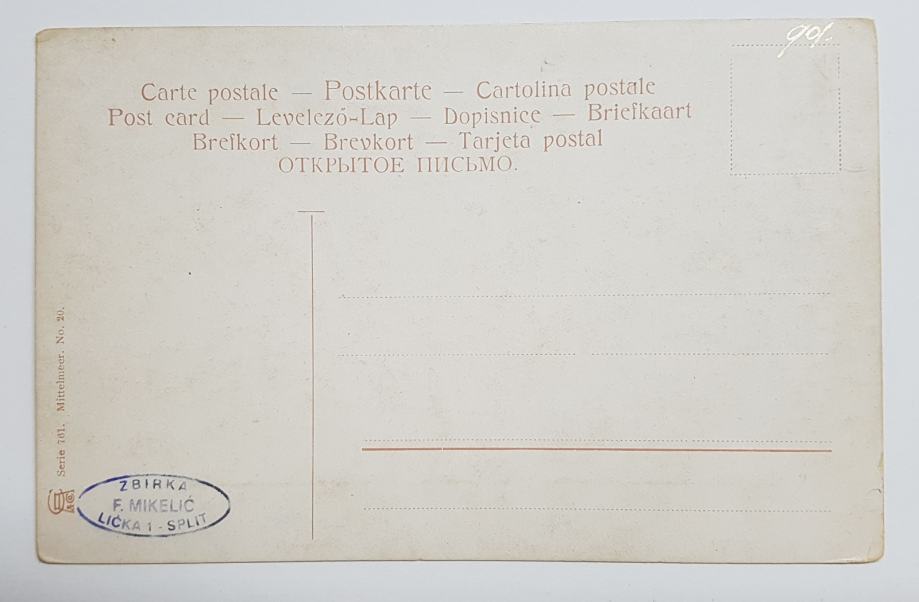 90/.
Carte postale — Postkarte — Cartolina postale
Post card — Levelező-Lap — Dopisnice — Briefkaart
Brefkort — Brevkort — Tarjeta postal
ОТКРЫТОЕ ПИСЬМО.
Serie 761. Mittelmeer. No. 20.
ZBIRKA
F. MIKELIĆ
LIČKA 1 - SPLIT